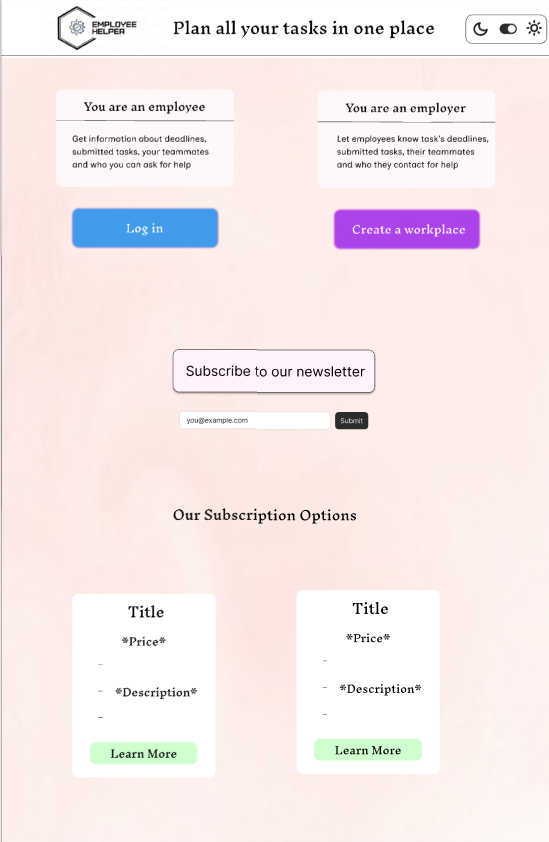 EMPLOYEE
HELPER
Plan all your tasks in one place
You are an employee
Get information about deadlines,
submitted tasks, your teammates
and who you can ask for help
Log in
You are an employer
Let employees know task's deadlines,
submitted tasks, their teammates
and who they contact for help
Create a workplace
Subscribe to our newsletter
you@example.com
Submit
Our Subscription Options
Title
*Price*
-
- *Description*
-
Learn More
Title
*Price*
-
- *Description*
-
Learn More